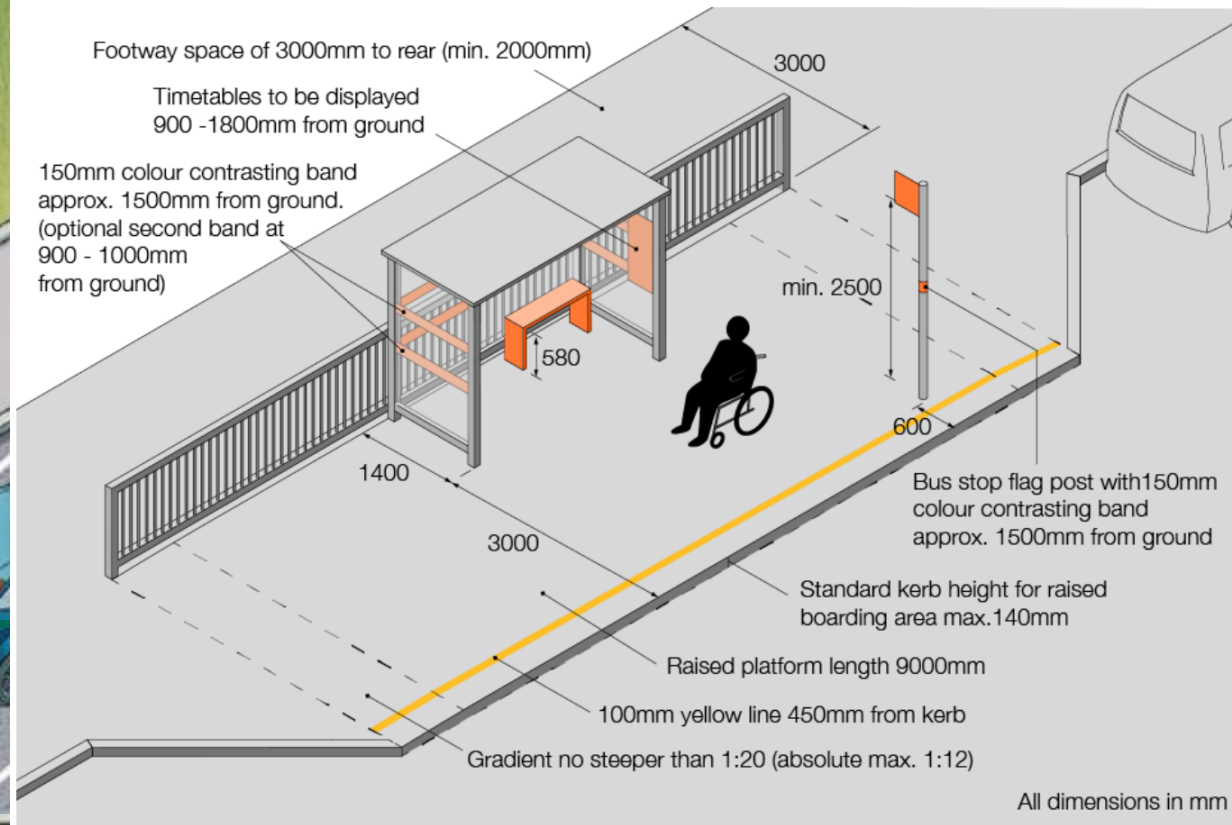 Footway space of 3000mm to rear (min. 2000mm)
3000
Timetables to be displayed
900 -1800mm from ground
150mm colour contrasting band
approx. 1500mm from ground.
(optional second band at
900 - 1000mm
from ground)
min. 2500
580
600
1400
3000
Bus stop flag post with150mm
colour contrasting band
approx. 1500mm from ground
Standard kerb height for raised
boarding area max.140mm
Raised platform length 9000mm
100mm yellow line 450mm from kerb
Gradient no steeper than 1:20 (absolute max. 1:12)
All dimensions in mm